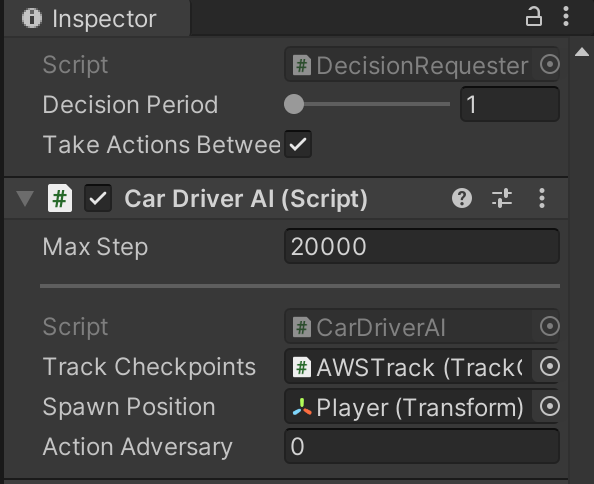 Inspector
Script # DecisionRequester
Decision Period 1
Take Actions Betwee
# Car Driver AI (Script)
Max Step 20000
Script # CarDriverAI
Track Checkpoints # AWSTrack (Track
Spawn Position Player (Transform)
Action Adversary 0